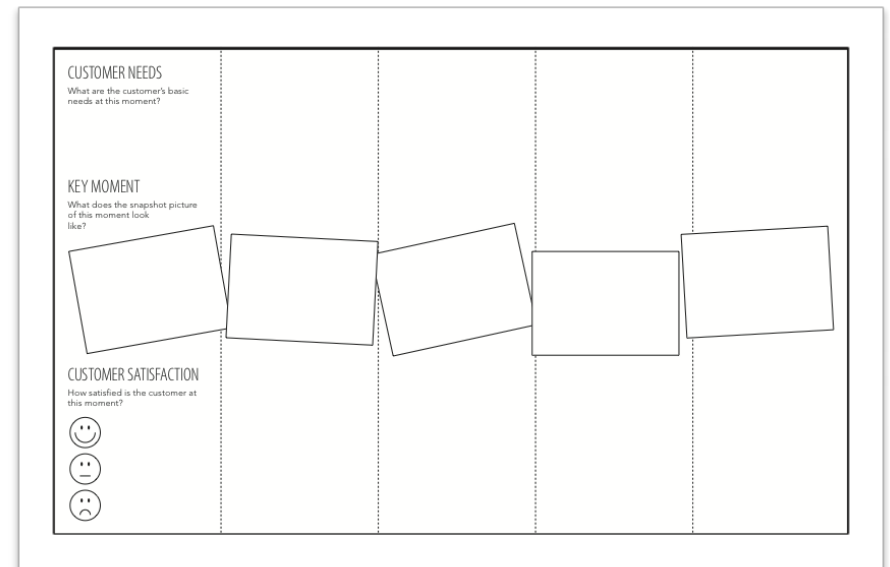 CUSTOMER NEEDS
What are the customer's basic
needs at this moment?
KEY MOMENT
What does the snapshot picture
of this moment look
like?
CUSTOMER SATISFACTION
How satisfied is the customer at
this moment?